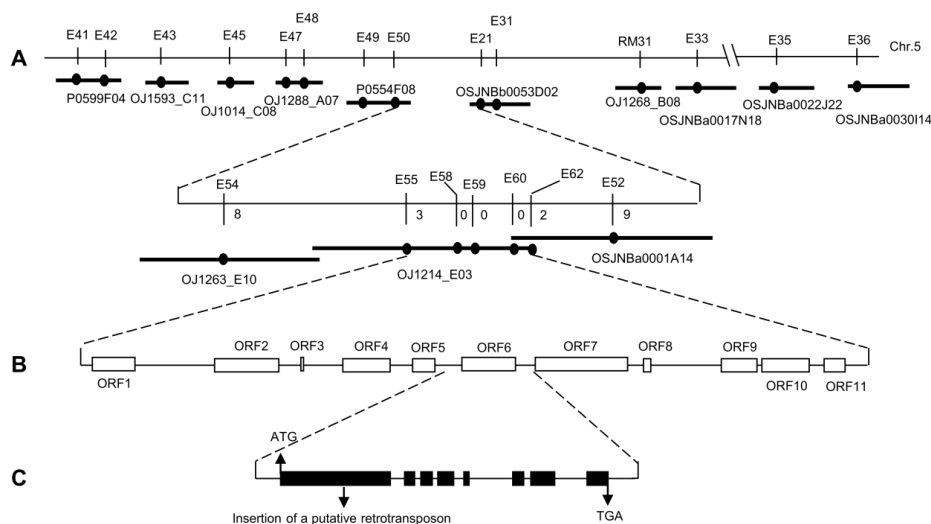 E41 E42 E43 E45 E47 E48 E49 E50 E21 E31 RM31 E33 E35 E36
A
Chr.5
P0599F04 OJ1593_C11 OJ1014_C08 OJ1288_A07 P0554F08 OSJNBb0053D02 OJ1268_B08 OSJNBa0017N18 OSJNBa0022J22 OSJNBa0030I14
E54 E55 E58 E59 E60 E62 E52
8 3 0 0 0 2 9
OJ1263_E10 OJ1214_E03 OSJNBa0001A14
B
ORF1 ORF2 ORF3 ORF4 ORF5 ORF6 ORF7 ORF8 ORF9 ORF10 ORF11
ATG
C
Insertion of a putative retrotransposon
TGA